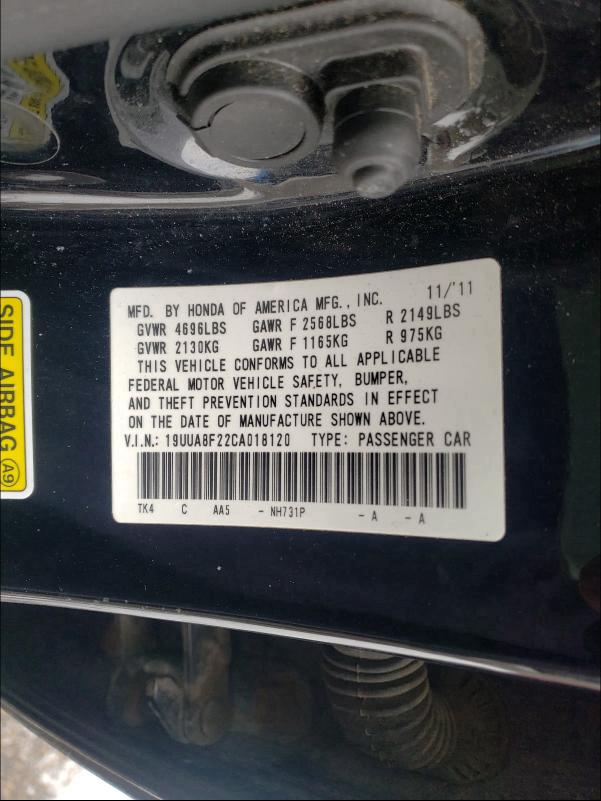 MFD. BY HONDA OF AMERICA MFG., INC. 11/'11
GVWR 4696LBS GAWR F 2568LBS R 2149LBS
GVWR 2130KG GAWR F 1165KG R 975KG
THIS VEHICLE CONFORMS TO ALL APPLICABLE
FEDERAL MOTOR VEHICLE SAFETY, BUMPER,
AND THEFT PREVENTION STANDARDS IN EFFECT
ON THE DATE OF MANUFACTURE SHOWN ABOVE.
V.I.N.: 19UUA8F22CA018120 TYPE: PASSENGER CAR
TK4 C AA5 - NH731P - A - A
SIDE AIRBAG A9